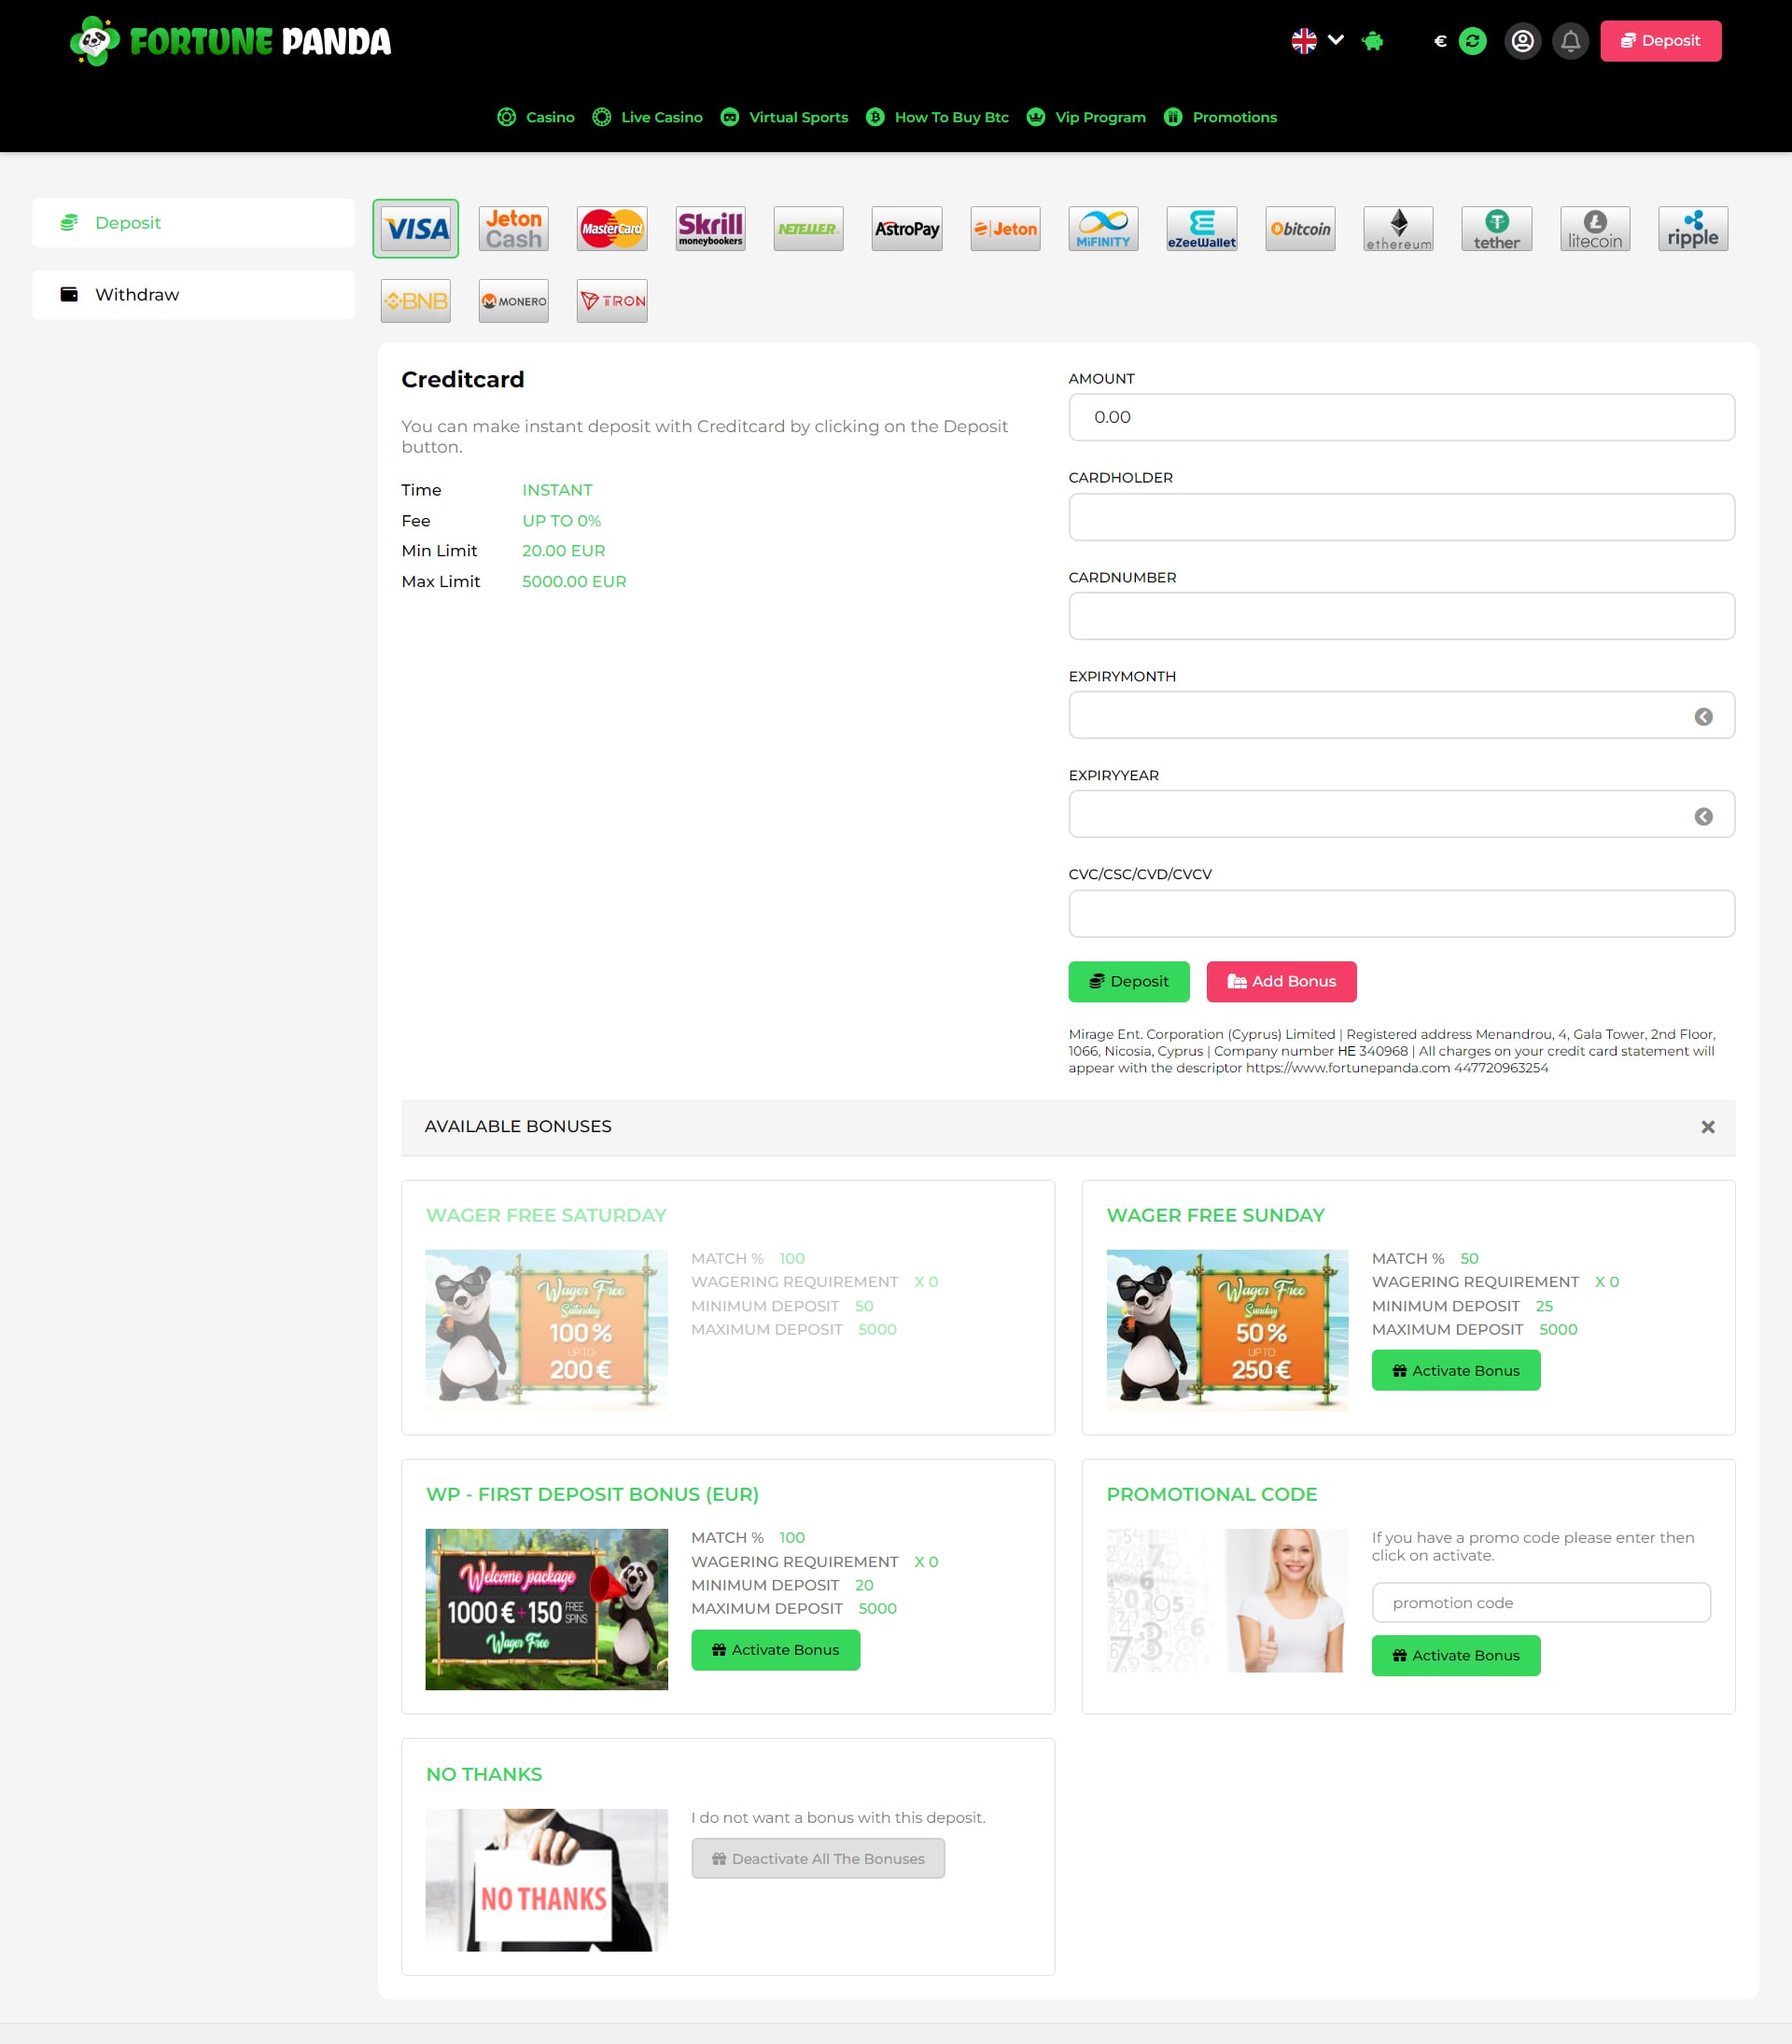 FORTUNE PANDA
€
Deposit
Casino
Live Casino
Virtual Sports
How To Buy Btc
Vip Program
Promotions
Deposit
Withdraw
VISA
Jeton Cash
MasterCard
Skrill moneybookers
NETELLER
AstroPay
Jeton
MiFINITY
eZeeWallet
bitcoin
ethereum
tether
litecoin
ripple
BNB
MONERO
TRON
Creditcard
You can make instant deposit with Creditcard by clicking on the Deposit
button.
Time INSTANT
Fee UP TO 0%
Min Limit 20.00 EUR
Max Limit 5000.00 EUR
AMOUNT
0.00
CARDHOLDER
CARDNUMBER
EXPIRYMONTH
EXPIRYYEAR
CVC/CSC/CVD/CVCV
Deposit
Add Bonus
Mirage Ent. Corporation (Cyprus) Limited | Registered address Menandrou, 4, Gala Tower, 2nd Floor,
1066, Nicosia, Cyprus | Company number HE 340968 | All charges on your credit card statement will
appear with the descriptor https://www.fortunepanda.com 447720963254
AVAILABLE BONUSES
WAGER FREE SATURDAY
Wager Free
Saturday
100%
UP TO
200€
MATCH % 100
WAGERING REQUIREMENT X 0
MINIMUM DEPOSIT 50
MAXIMUM DEPOSIT 5000
WAGER FREE SUNDAY
Wager Free
Sunday
50%
UP TO
250€
MATCH % 50
WAGERING REQUIREMENT X 0
MINIMUM DEPOSIT 25
MAXIMUM DEPOSIT 5000
Activate Bonus
WP - FIRST DEPOSIT BONUS (EUR)
Welcome package
1000€+150 FREE SPINS
Wager Free
MATCH % 100
WAGERING REQUIREMENT X 0
MINIMUM DEPOSIT 20
MAXIMUM DEPOSIT 5000
Activate Bonus
PROMOTIONAL CODE
If you have a promo code please enter then
click on activate.
promotion code
Activate Bonus
NO THANKS
NO THANKS
I do not want a bonus with this deposit.
Deactivate All The Bonuses